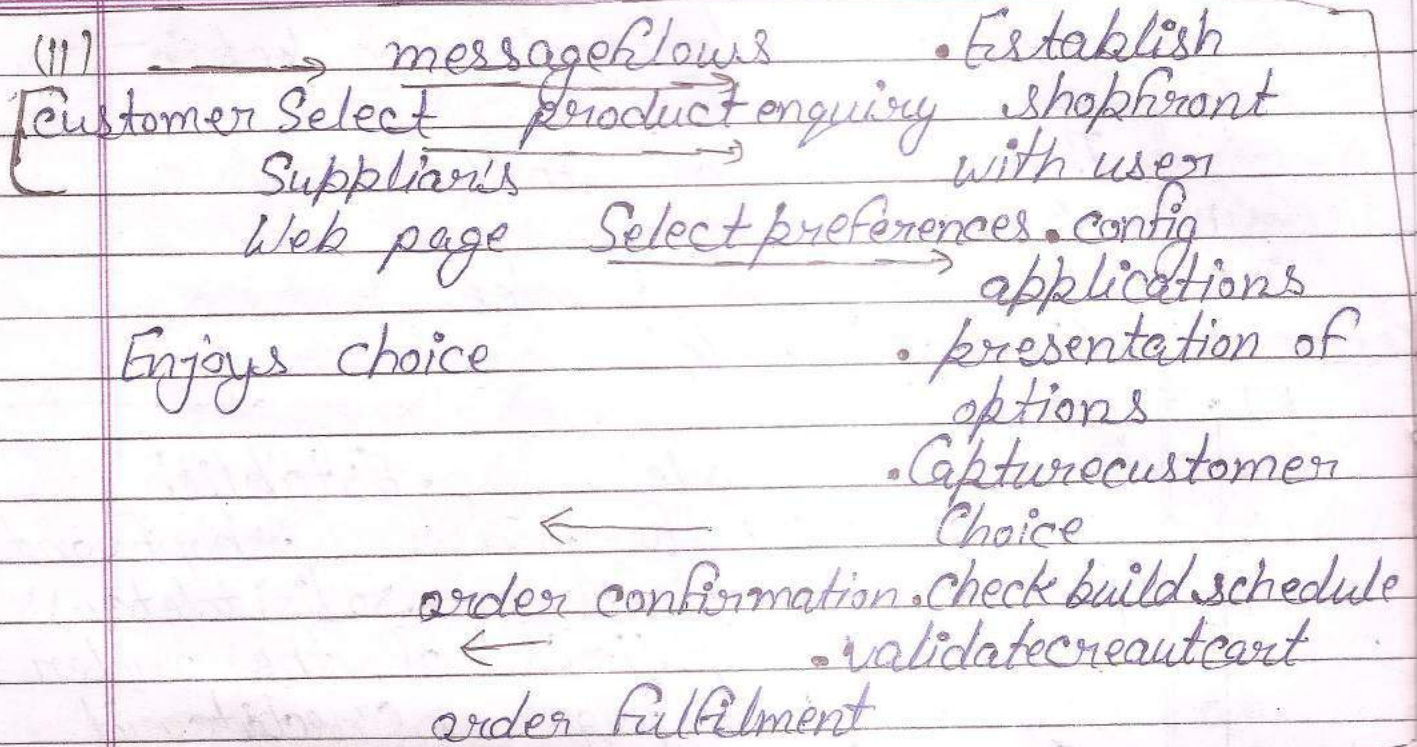 (11) → messageflows • Establish
Customer Select product enquiry shopfront
Suppliar's with user
Web page Select preferences • config
applications
Enjoys choice • presentation of
options
• Capturecustomer
← Choice
order confirmation • Check build schedule
← • validatecreautcart
order fulfilment